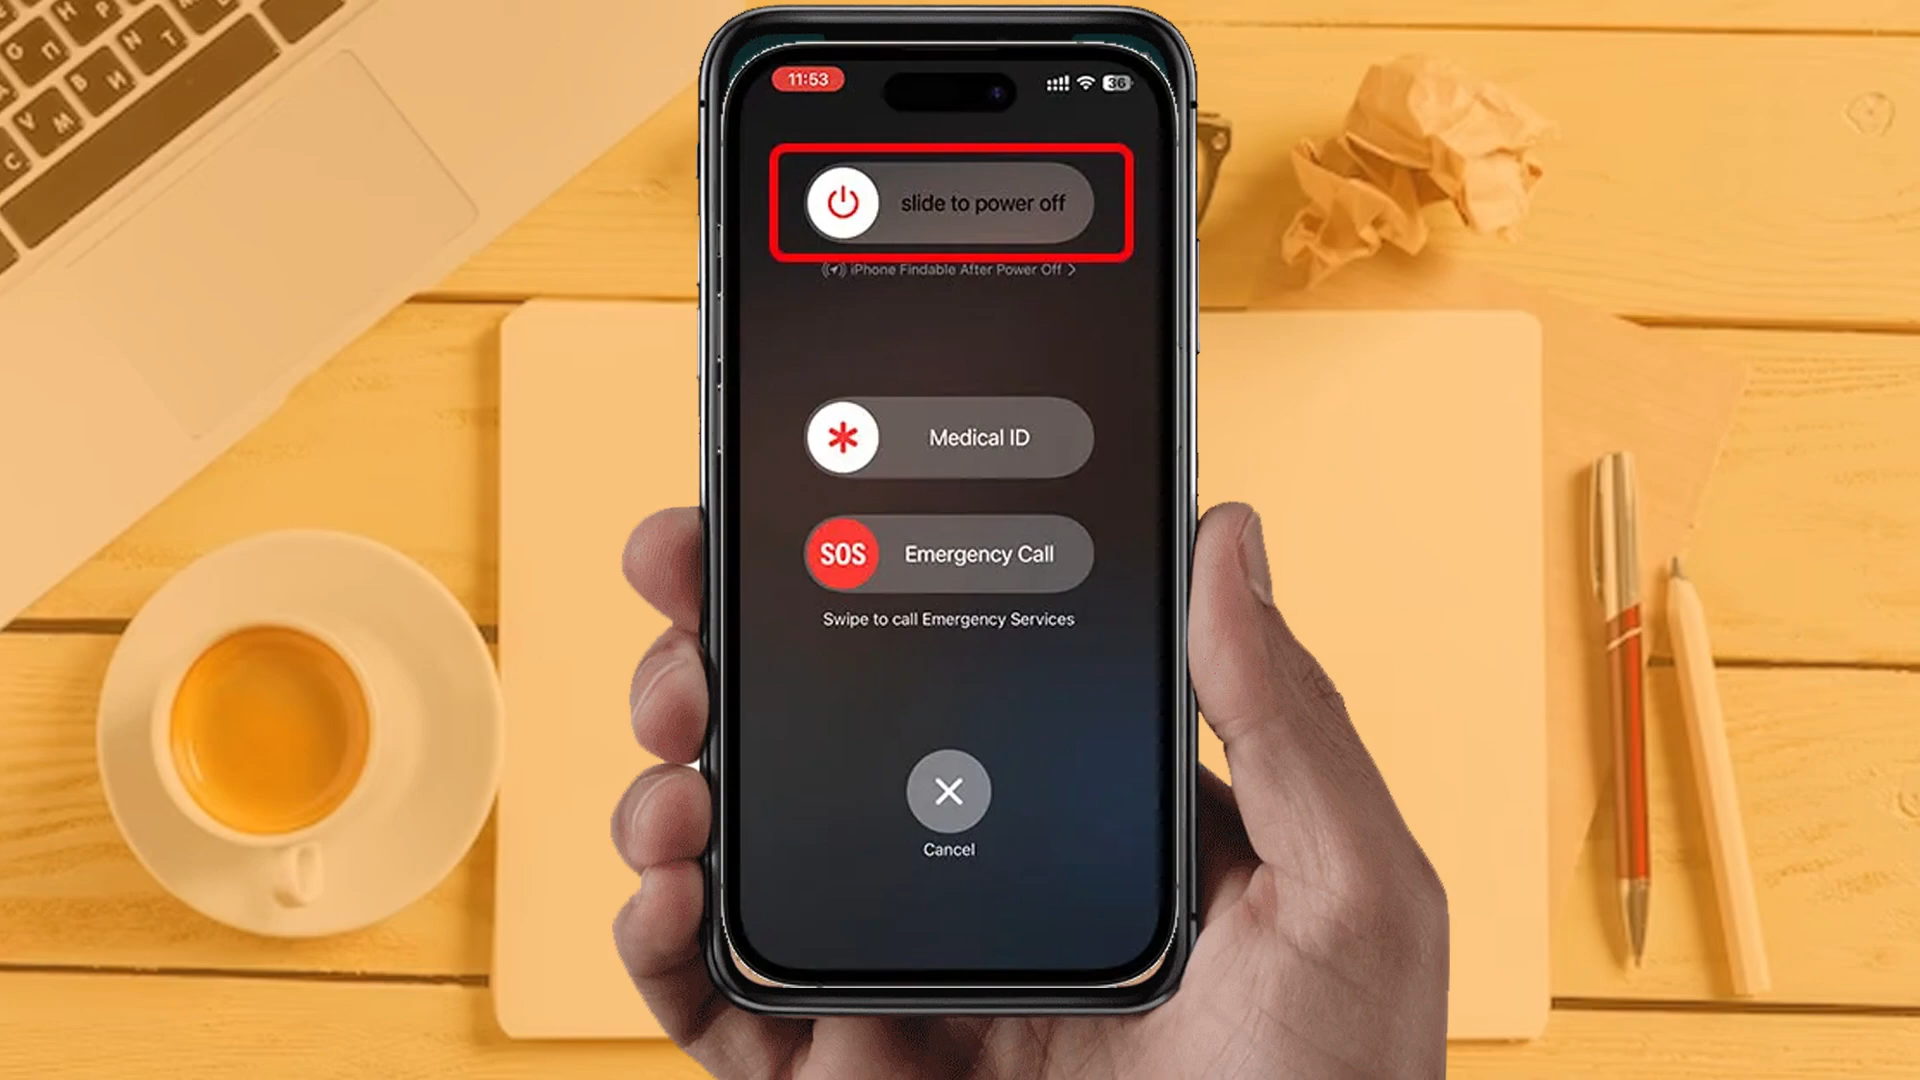 11:53
36
slide to power off
iPhone Findable After Power Off >
Medical ID
SOS
Emergency Call
Swipe to call Emergency Services
Cancel